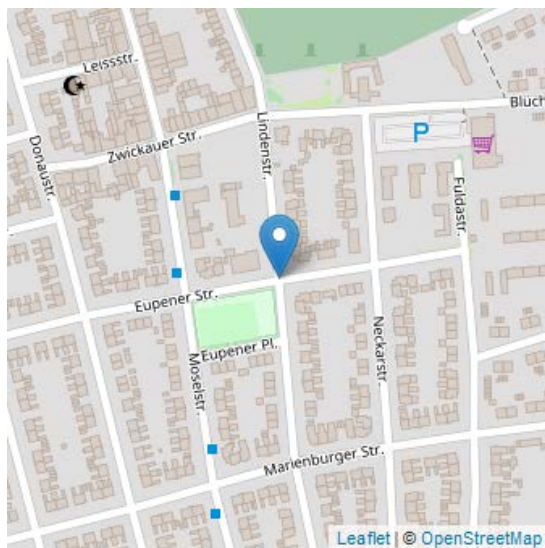 Leissstr.
Blüch
Lindenstr.
P
Zwickauer Str.
Donaustr.
Fuldastr.
Eupener Str.
Eupener Pl.
Neckarstr.
Moselstr.
Marienburger Str.
Leaflet | © OpenStreetMap